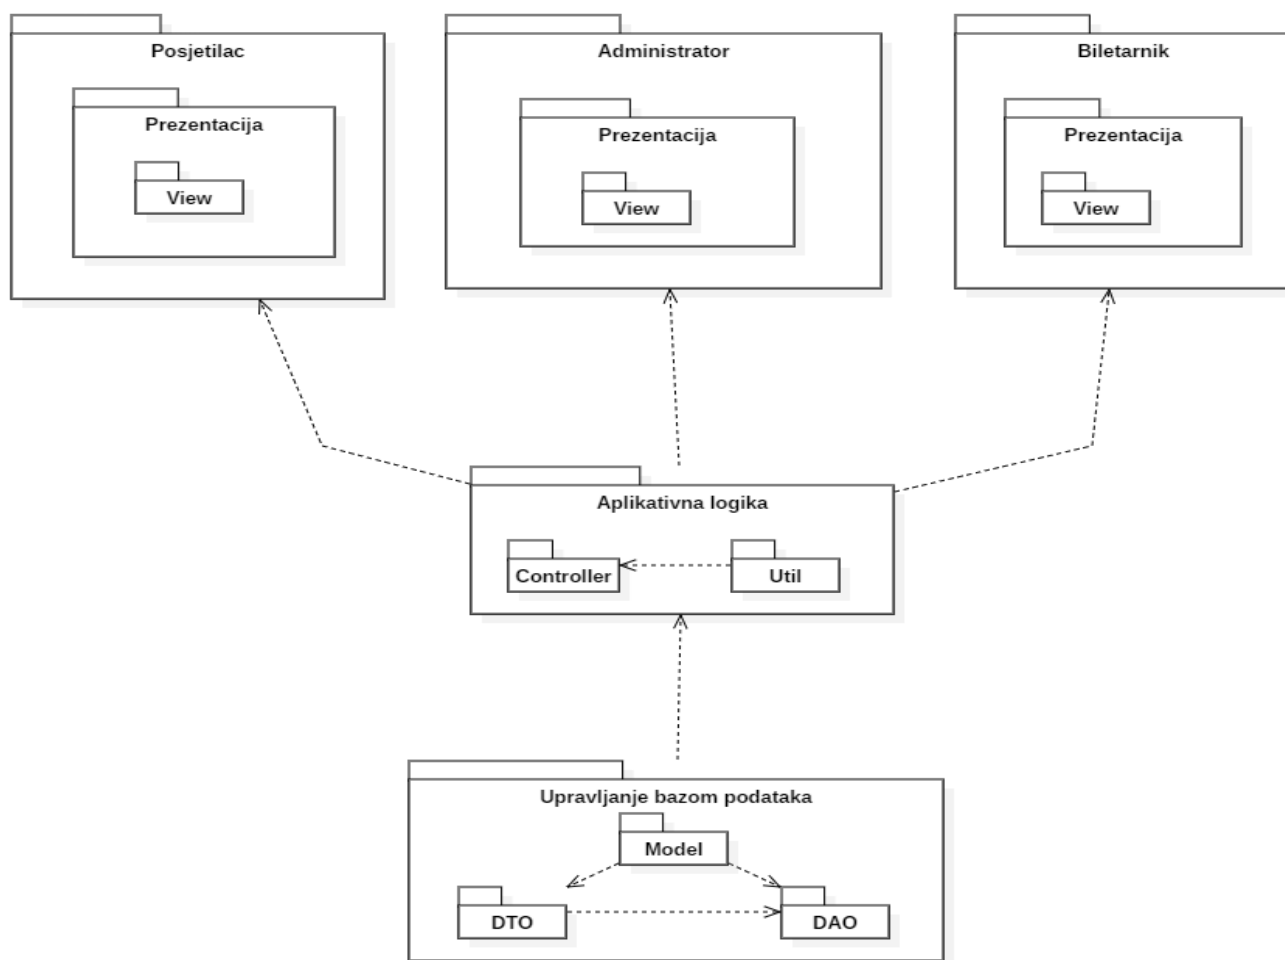 Posjetilac
Administrator
Biletarnik
Prezentacija
Prezentacija
Prezentacija
View
View
View
Aplikativna logika
Controller
Util
Upravljanje bazom podataka
Model
DTO
DAO